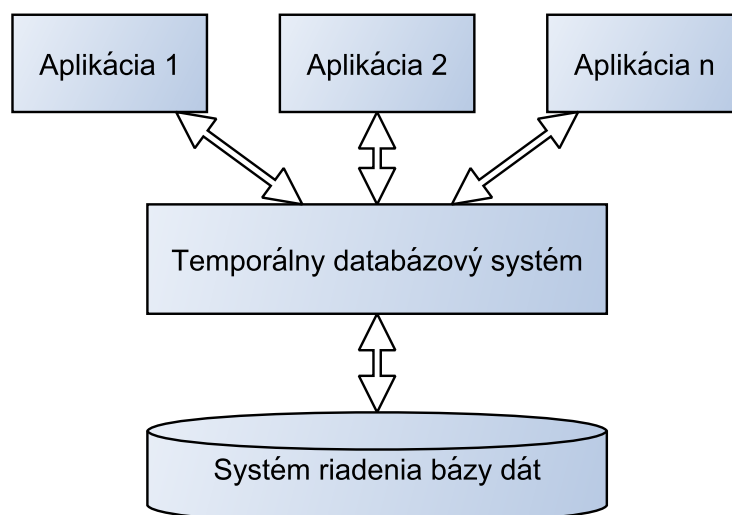 Aplikácia 1
Aplikácia 2
Aplikácia n
Temporálny databázový systém
Systém riadenia bázy dát